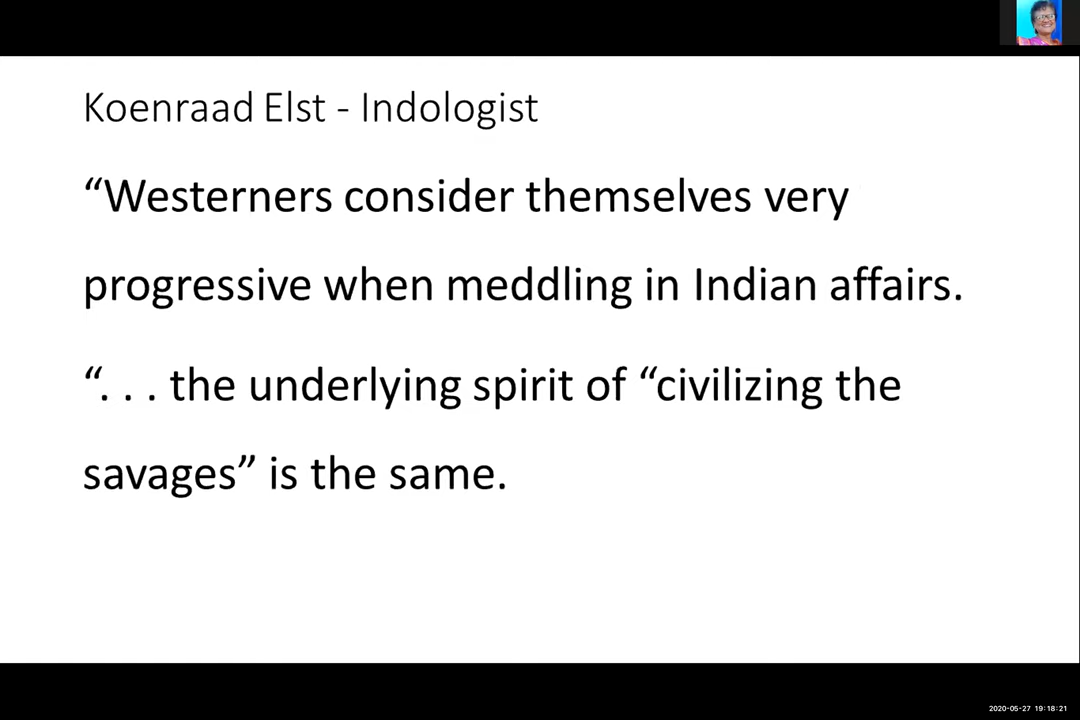 Koenraad Elst - Indologist
“Westerners consider themselves very
progressive when meddling in Indian affairs.
“. . . the underlying spirit of “civilizing the
savages” is the same.
2020-05-27 19:18:21